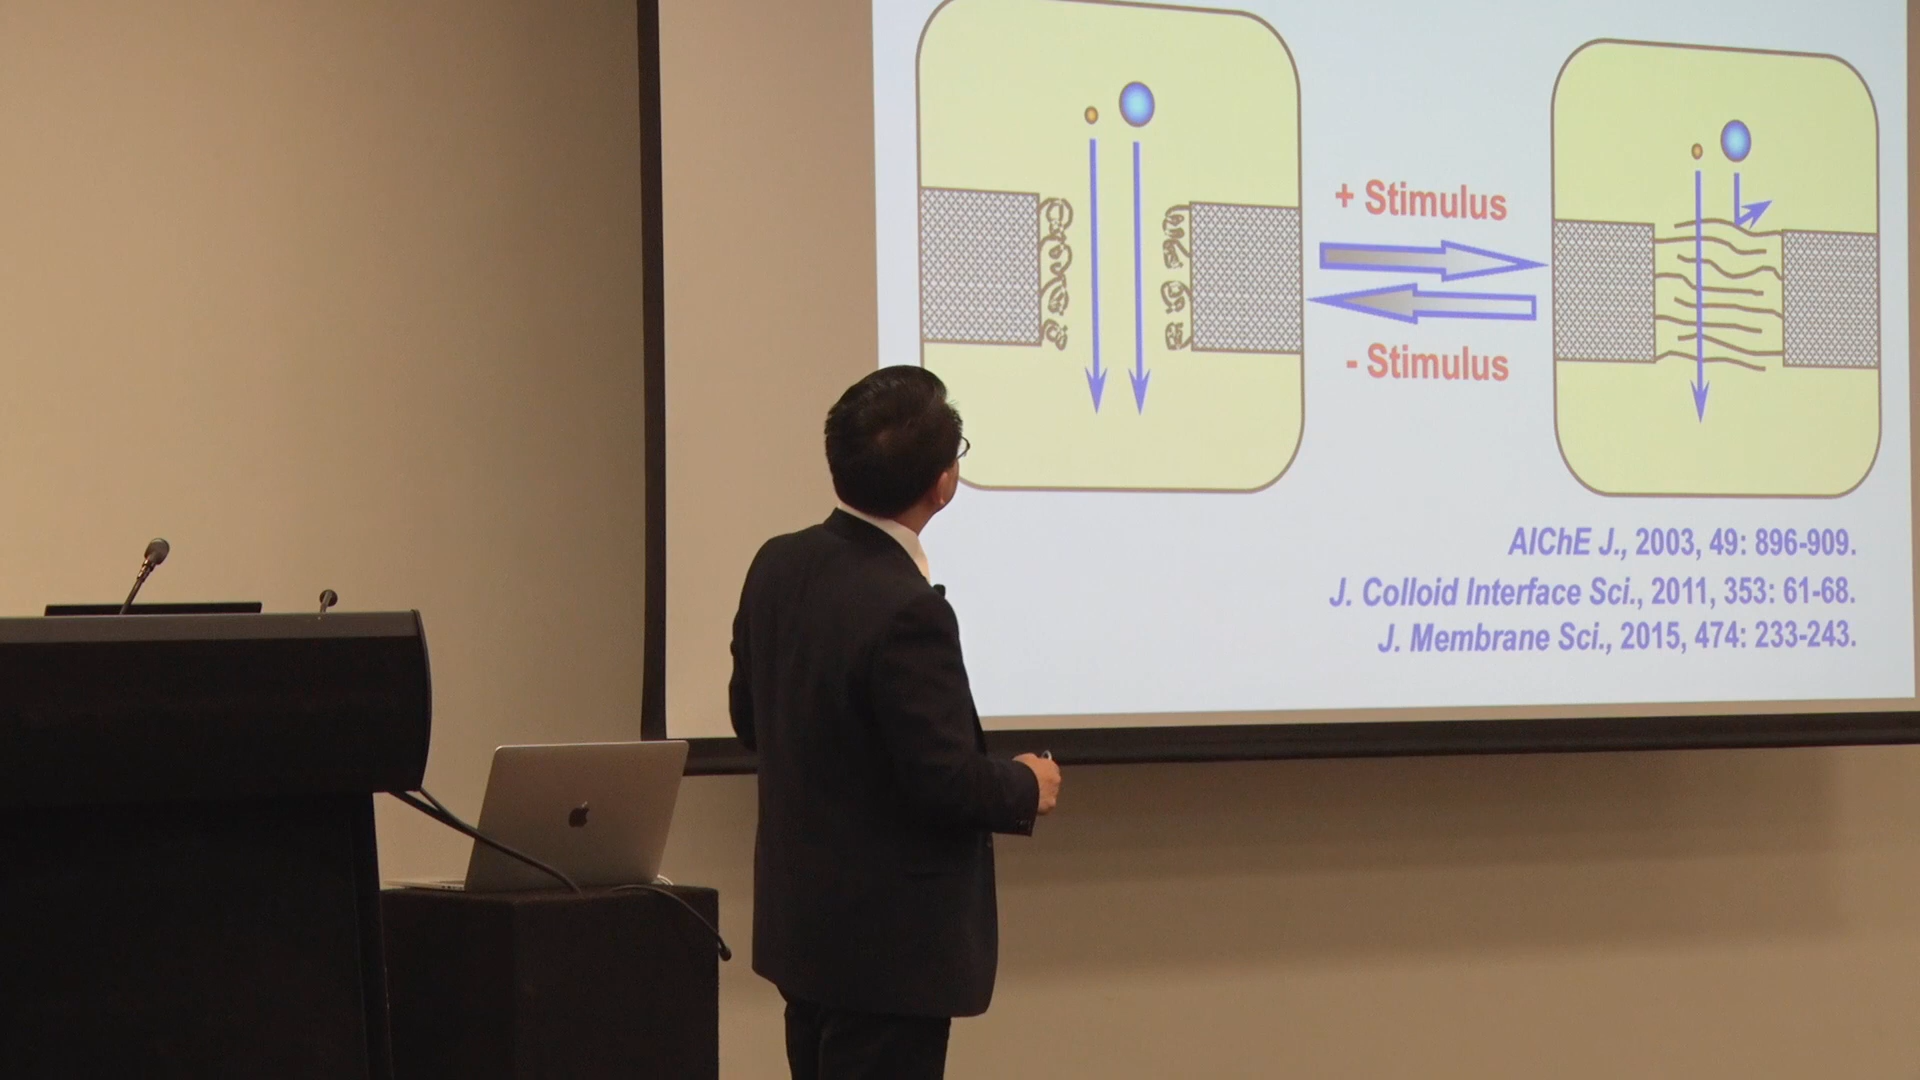 + Stimulus
- Stimulus
AIChE J., 2003, 49: 896-909.
J. Colloid Interface Sci., 2011, 353: 61-68.
J. Membrane Sci., 2015, 474: 233-243.